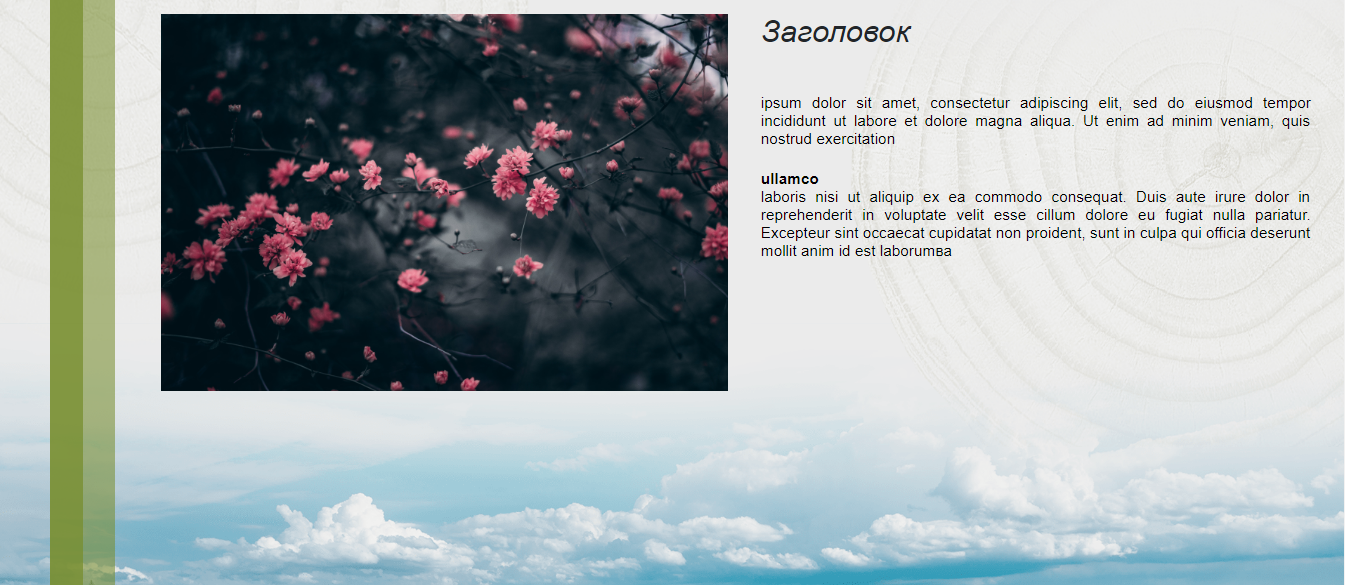 Заголовок
ipsum dolor sit amet, consectetur adipiscing elit, sed do eiusmod tempor
incididunt ut labore et dolore magna aliqua. Ut enim ad minim veniam, quis
nostrud exercitation
ullamco
laboris nisi ut aliquip ex ea commodo consequat. Duis aute irure dolor in
reprehenderit in voluptate velit esse cillum dolore eu fugiat nulla pariatur.
Excepteur sint occaecat cupidatat non proident, sunt in culpa qui officia deserunt
mollit anim id est laborumва